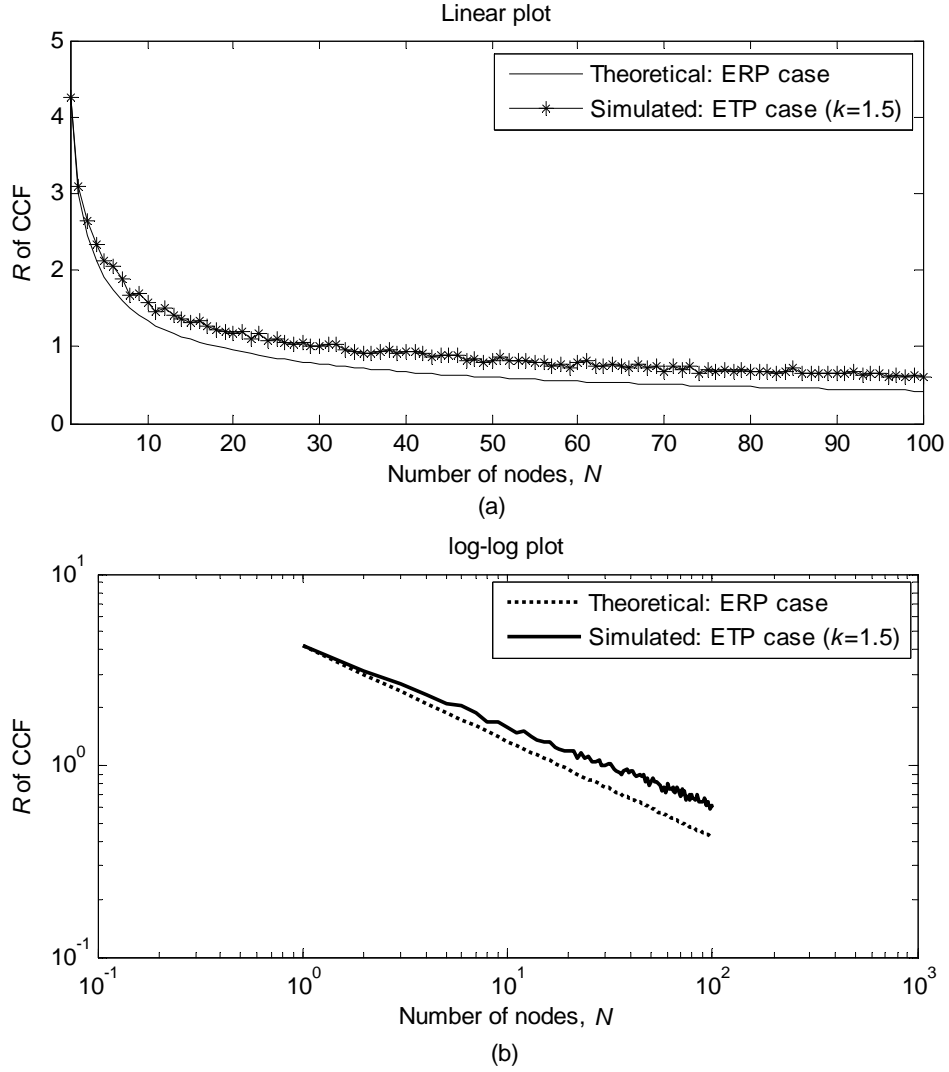 Linear plot
5
4
3
2
1
0
R of CCF
Theoretical: ERP case
Simulated: ETP case (k=1.5)
10 20 30 40 50 60 70 80 90 100
Number of nodes, N
(a)
log-log plot
10^1
10^0
10^-1
R of CCF
Theoretical: ERP case
Simulated: ETP case (k=1.5)
10^-1 10^0 10^1 10^2 10^3
Number of nodes, N
(b)